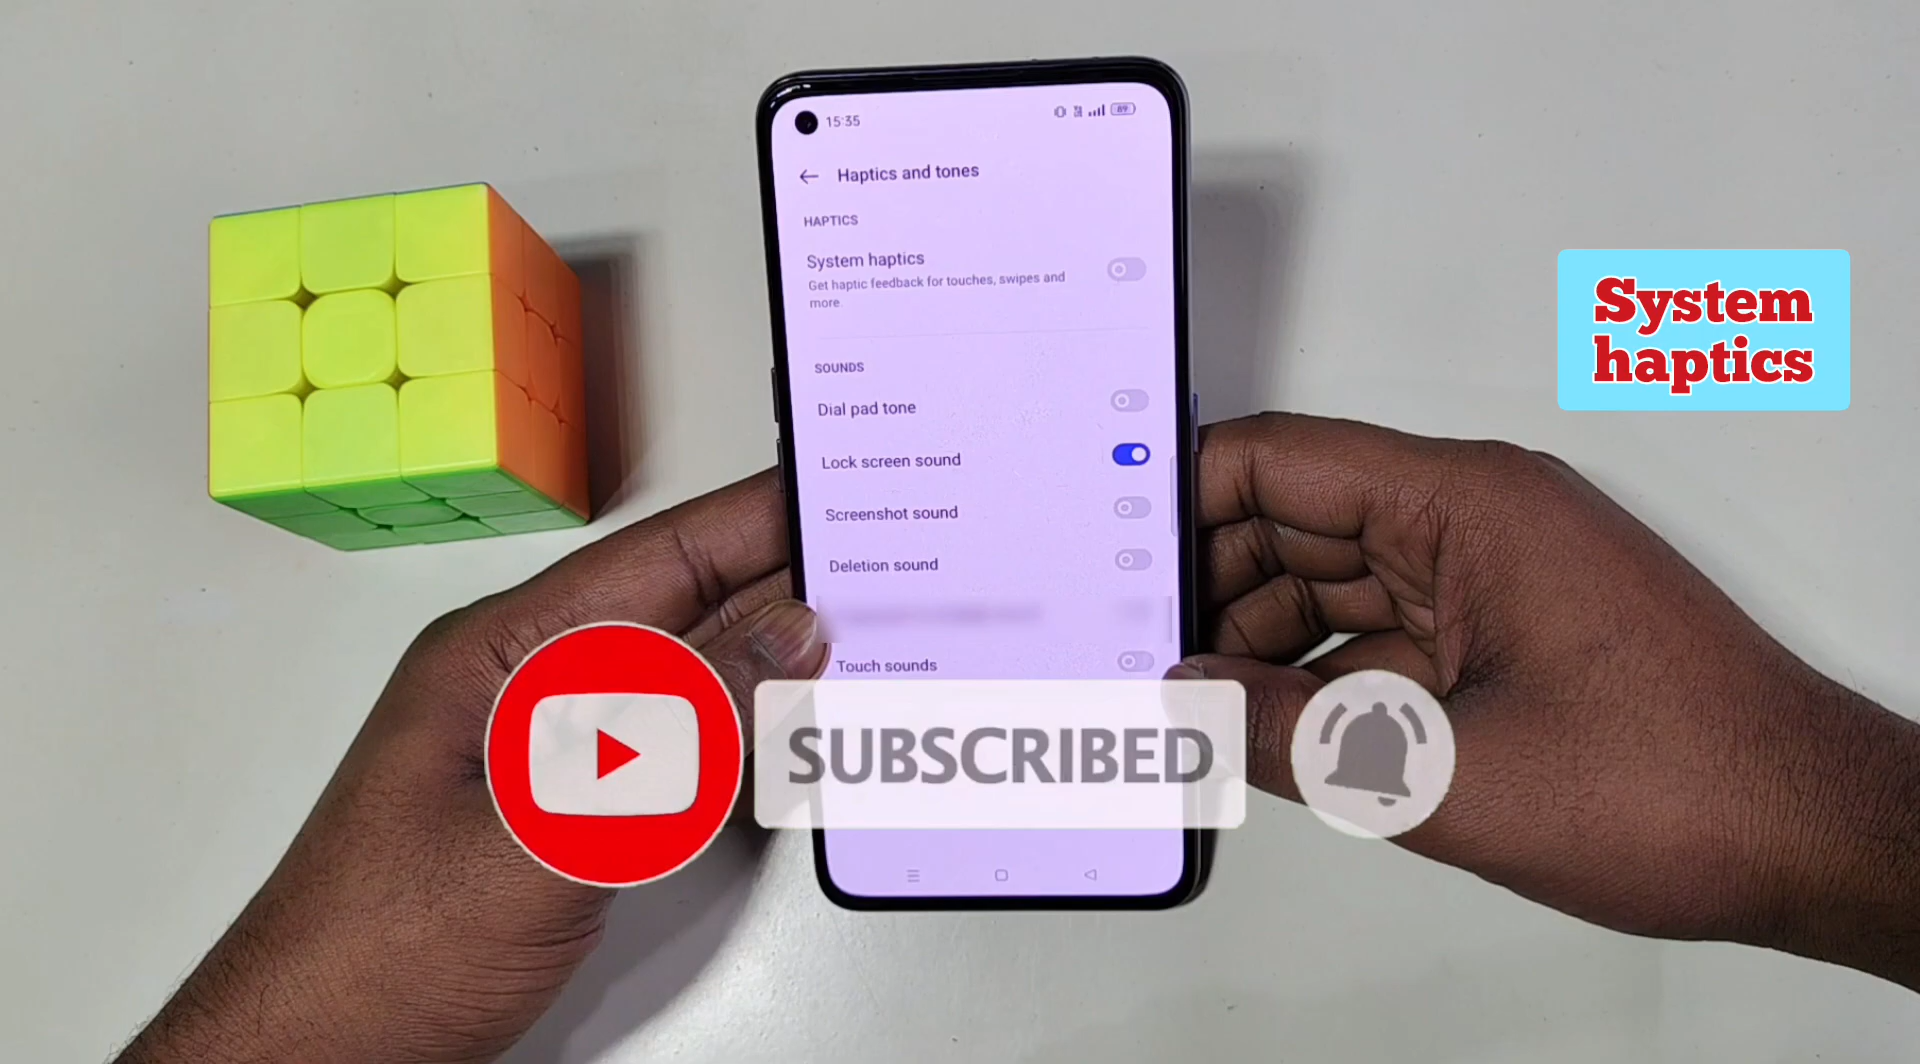 15:35
89
Haptics and tones
HAPTICS
System haptics
Get haptic feedback for touches, swipes and
more.
SOUNDS
Dial pad tone
Lock screen sound
Screenshot sound
Deletion sound
Touch sounds
System
haptics
SUBSCRIBED